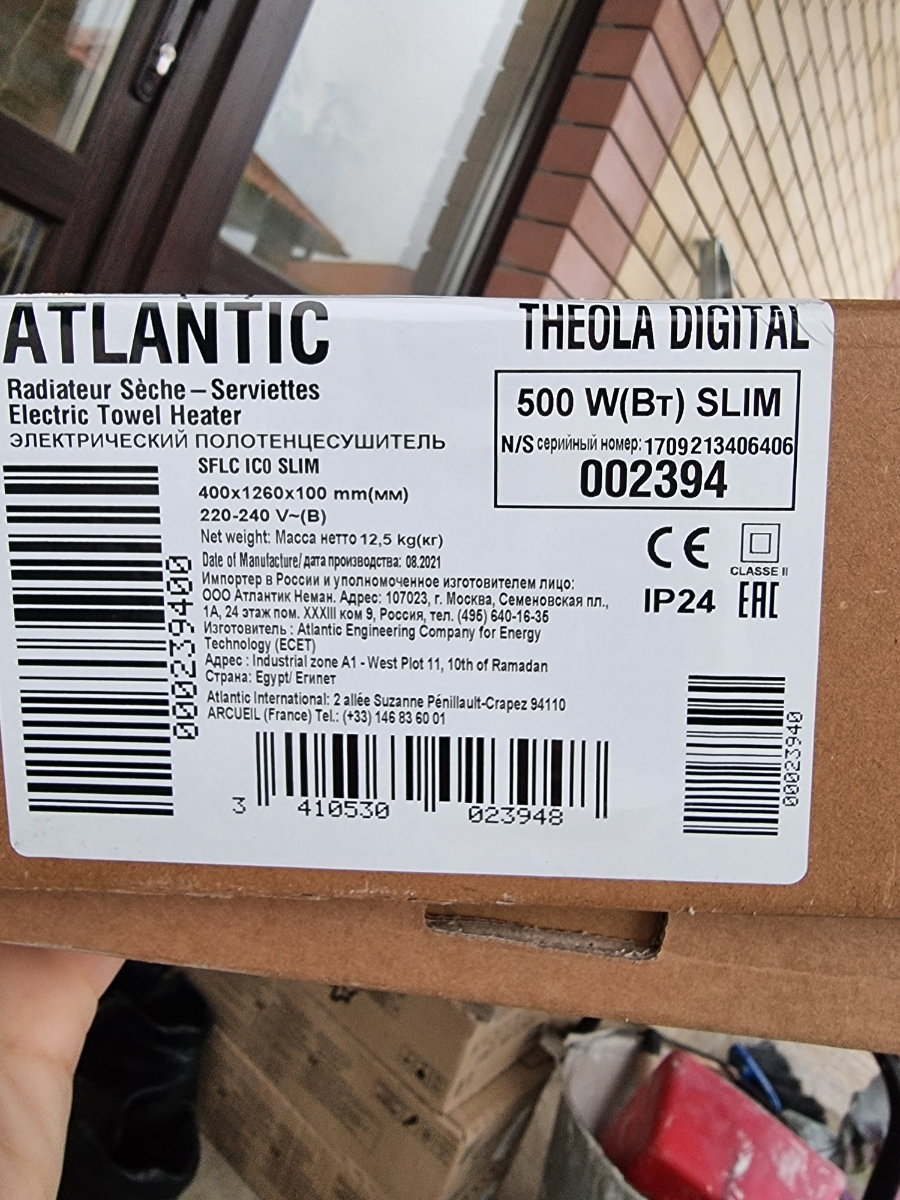 ATLANTIC
THEOLA DIGITAL
Radiateur Sèche – Serviettes
Electric Towel Heater
ЭЛЕКТРИЧЕСКИЙ ПОЛОТЕНЦЕСУШИТЕЛЬ
500 W(Вт) SLIM
N/S серийный номер: 1709213406406
002394
SFLC IC0 SLIM
400x1260x100 mm(мм)
220-240 V~(В)
Net weight: Масса нетто 12,5 kg(кг)
Date of Manufacture/ дата производства: 08.2021
Импортер в России и уполномоченное изготовителем лицо:
ООО Атлантик Неман. Адрес: 107023, г. Москва, Семеновская пл.,
1А, 24 этаж пом. XXXIII ком 9, Россия, тел. (495) 640-16-35
Изготовитель : Atlantic Engineering Company for Energy
Technology (ECET)
Адрес : Industrial zone A1 - West Plot 11, 10th of Ramadan
Страна: Egypt/ Египет
Atlantic International: 2 allée Suzanne Pénillault-Crapez 94110
ARCUEIL (France) Tel.: (+33) 146 83 60 01
CE
CLASSE II
IP24 EAC
000239400
3 410530 023948
00023940